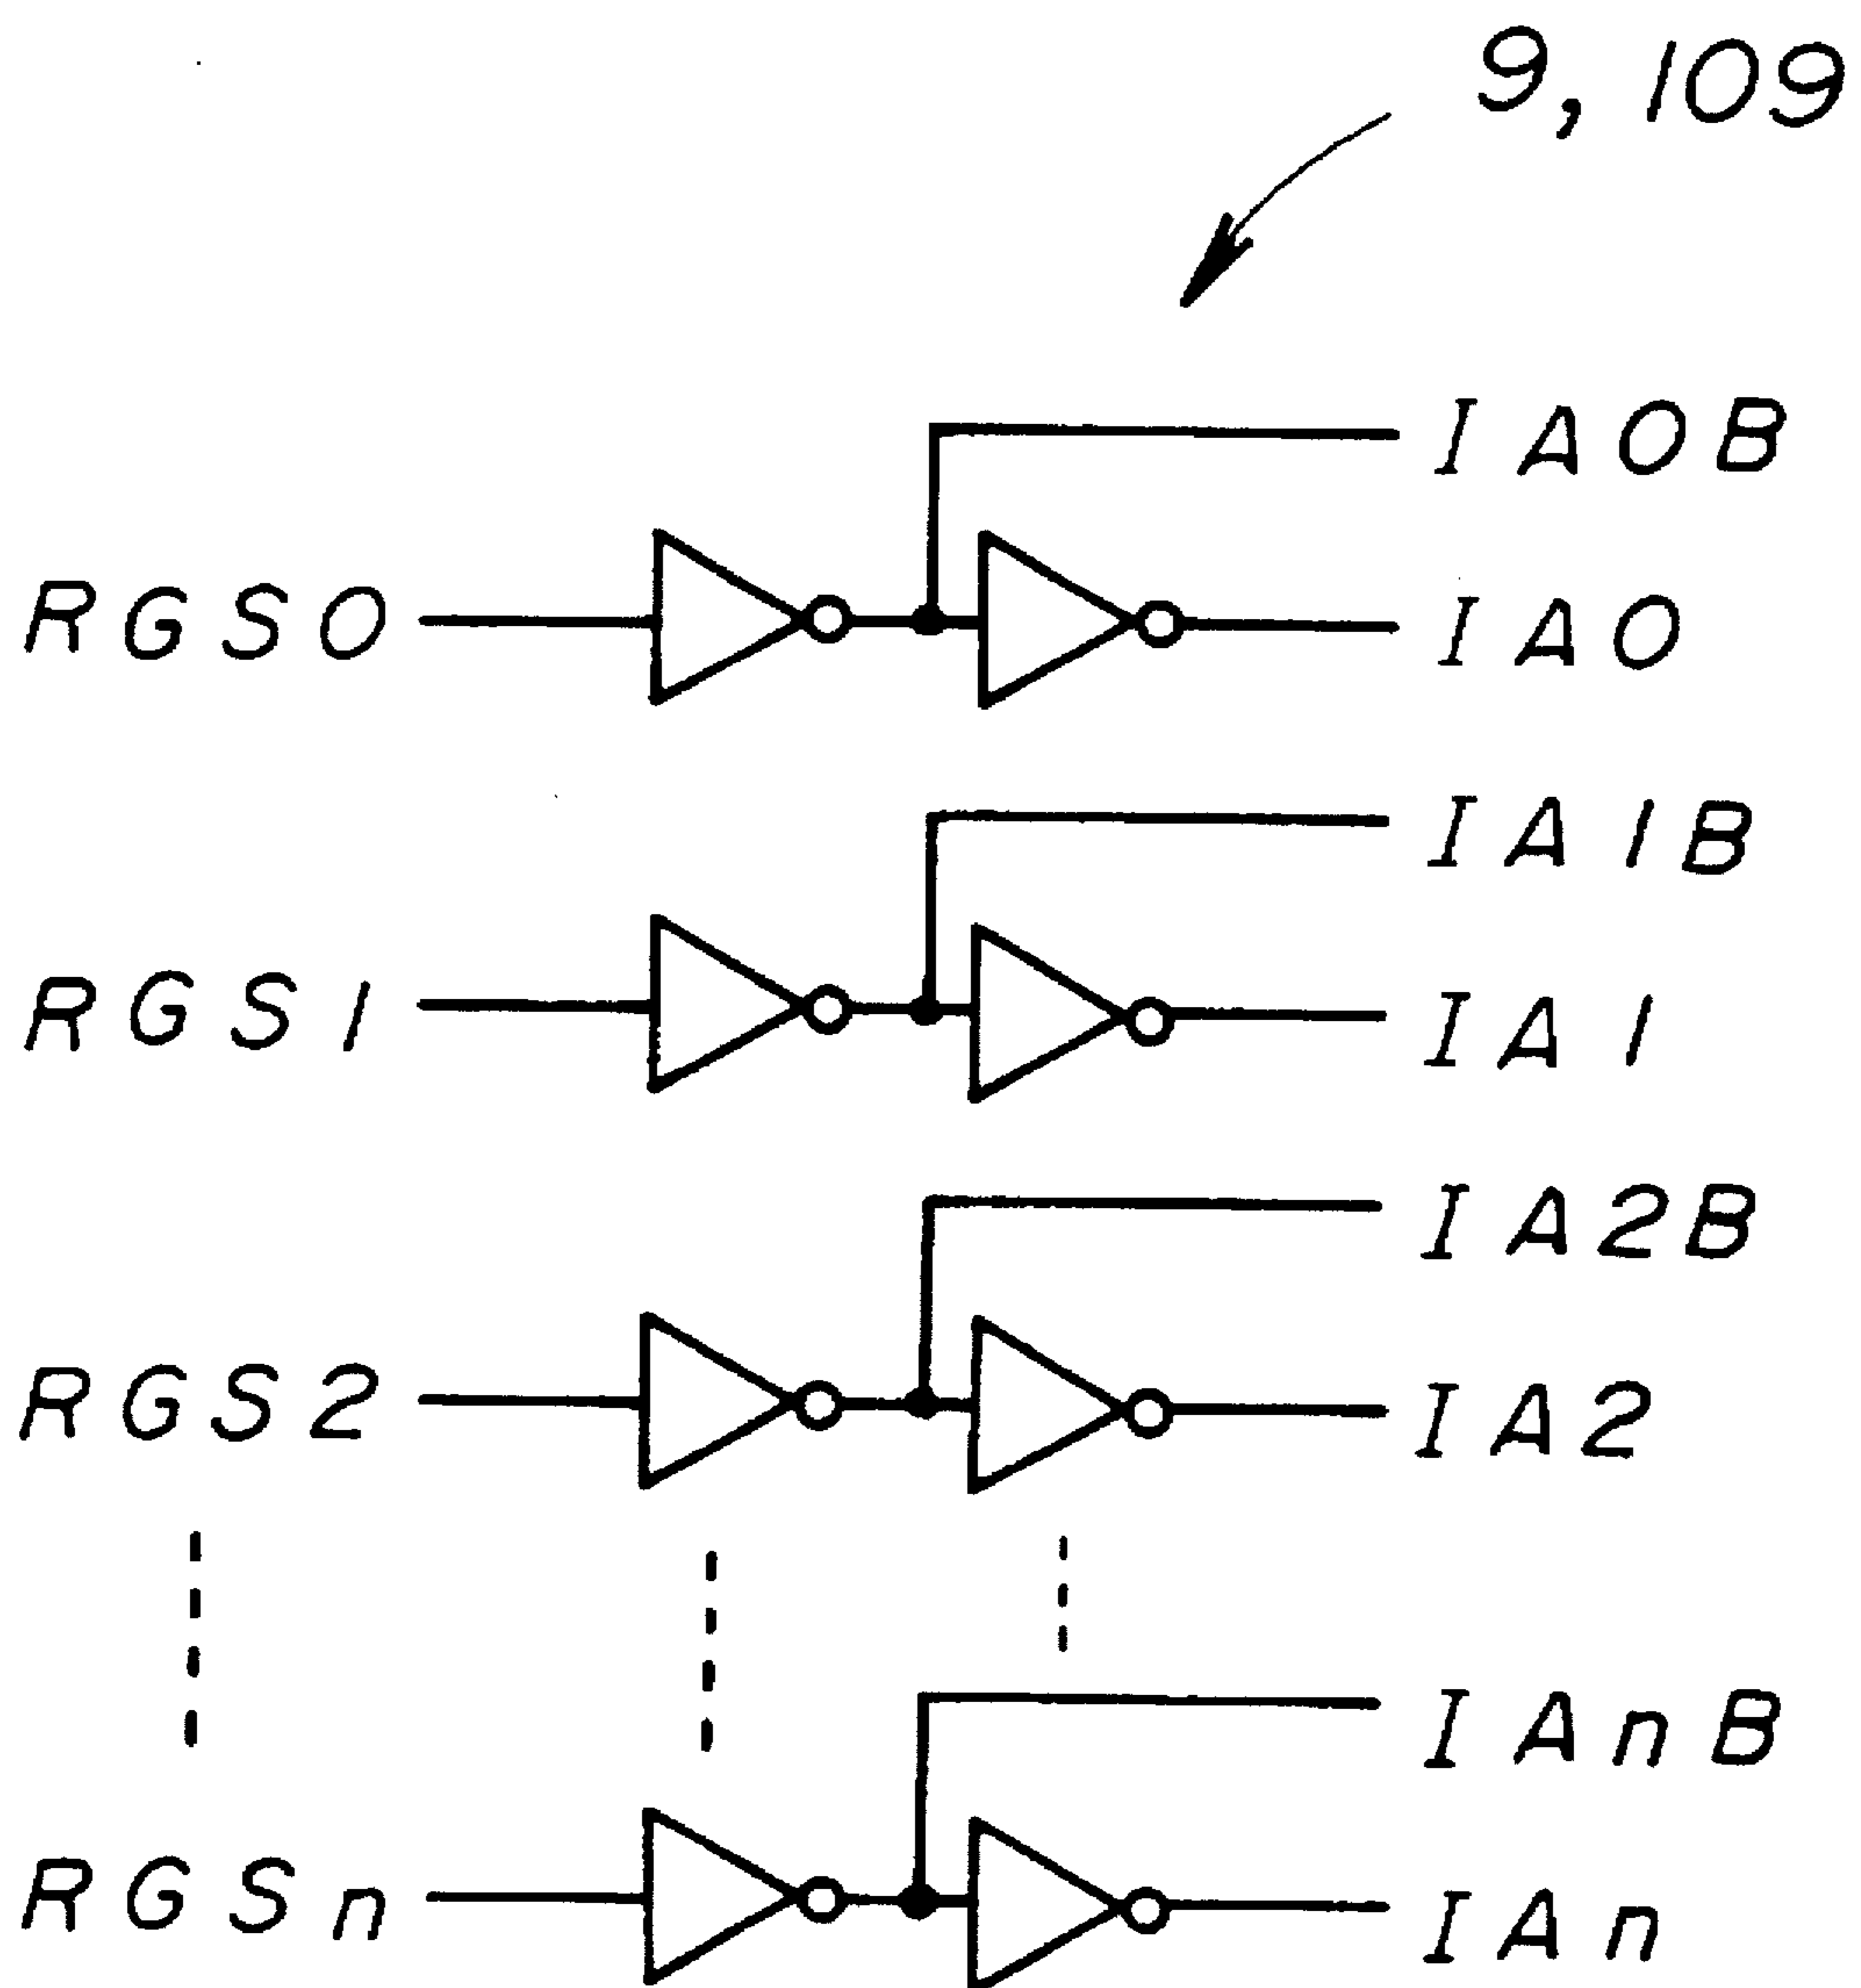 9, 109
IA0B
RGS0
IA0
IA1B
RGS1
IA1
IA2B
RGS2
IA2
IAnB
RGSn
IAn